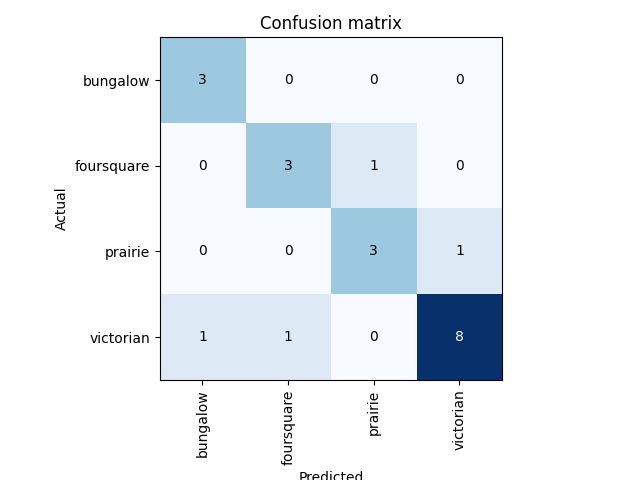 Confusion matrix
Actual
bungalow 3 0 0 0
foursquare 0 3 1 0
prairie 0 0 3 1
victorian 1 1 0 8
bungalow foursquare prairie victorian
Predicted